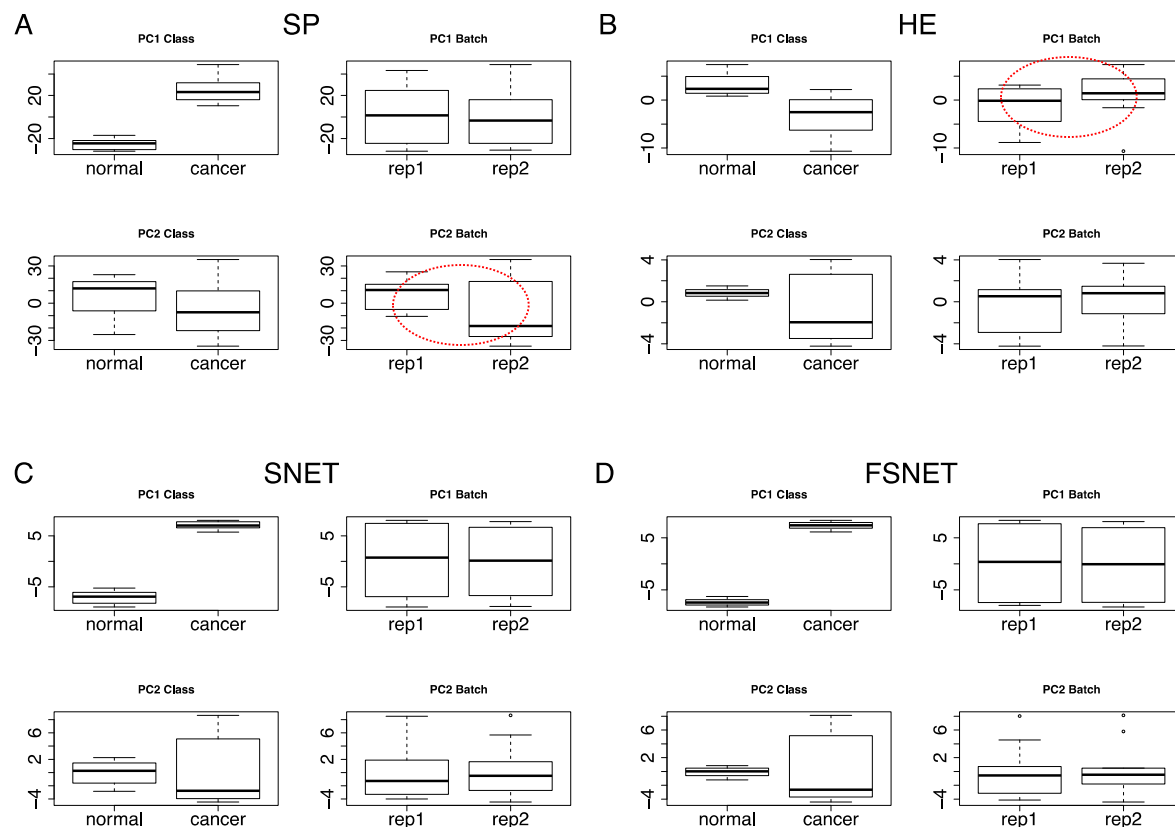 A SP B HE
PC1 Class PC1 Batch PC1 Class PC1 Batch
20
-20
normal cancer
20
-20
rep1 rep2
0
-10
normal cancer
0
-10
rep1 rep2
PC2 Class PC2 Batch PC2 Class PC2 Batch
30
0
-30
normal cancer
30
0
-30
rep1 rep2
4
0
-4
normal cancer
4
0
-4
rep1 rep2
C SNET D FSNET
PC1 Class PC1 Batch PC1 Class PC1 Batch
5
-5
normal cancer
5
-5
rep1 rep2
5
-5
normal cancer
5
-5
rep1 rep2
PC2 Class PC2 Batch PC2 Class PC2 Batch
6
2
-4
normal cancer
6
2
-4
rep1 rep2
6
2
-4
normal cancer
6
2
-4
rep1 rep2